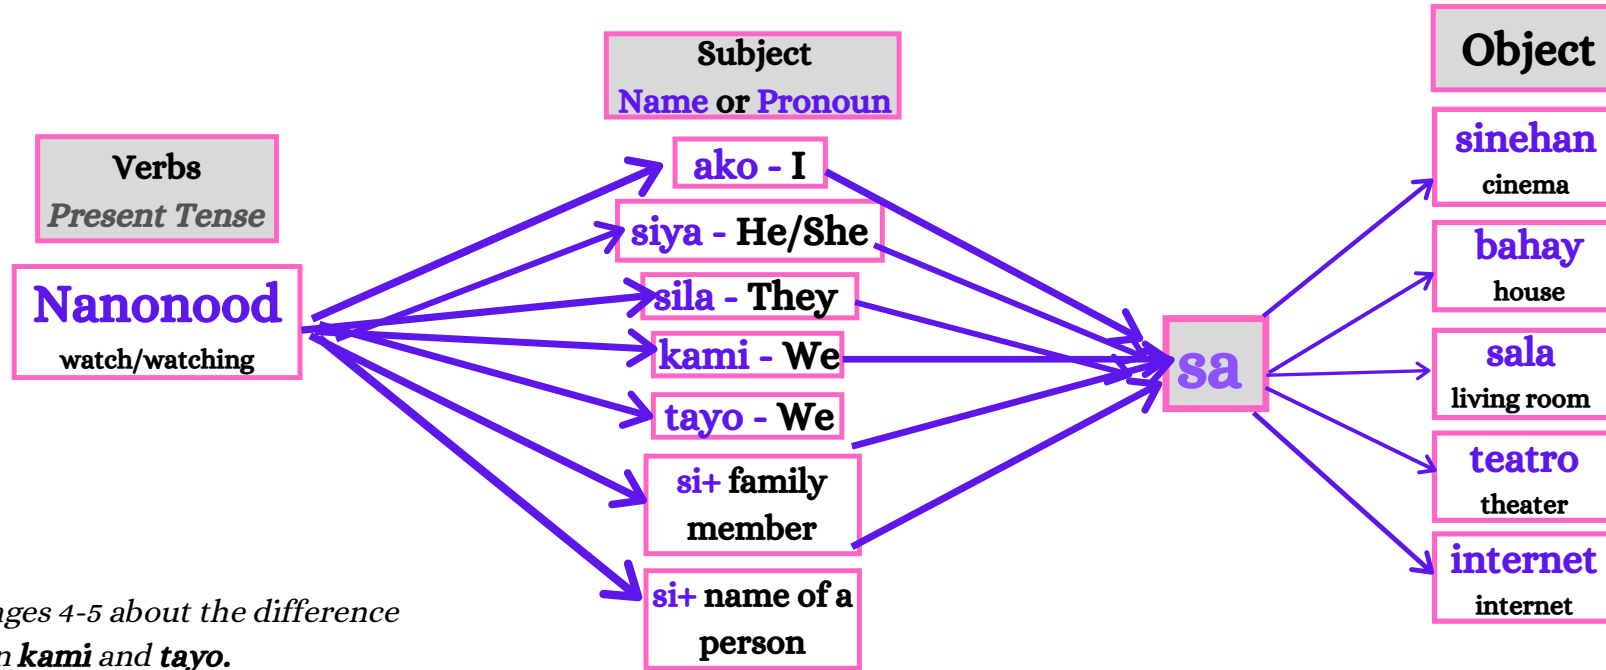 Verbs
Present Tense
Nanonood
watch/watching
Subject
Name or Pronoun
ako - I
siya - He/She
sila - They
kami - We
tayo - We
si+ family
member
si+ name of a
person
sa
Object
sinehan
cinema
bahay
house
sala
living room
teatro
theater
internet
internet
4-5 about the difference
kami and tayo.